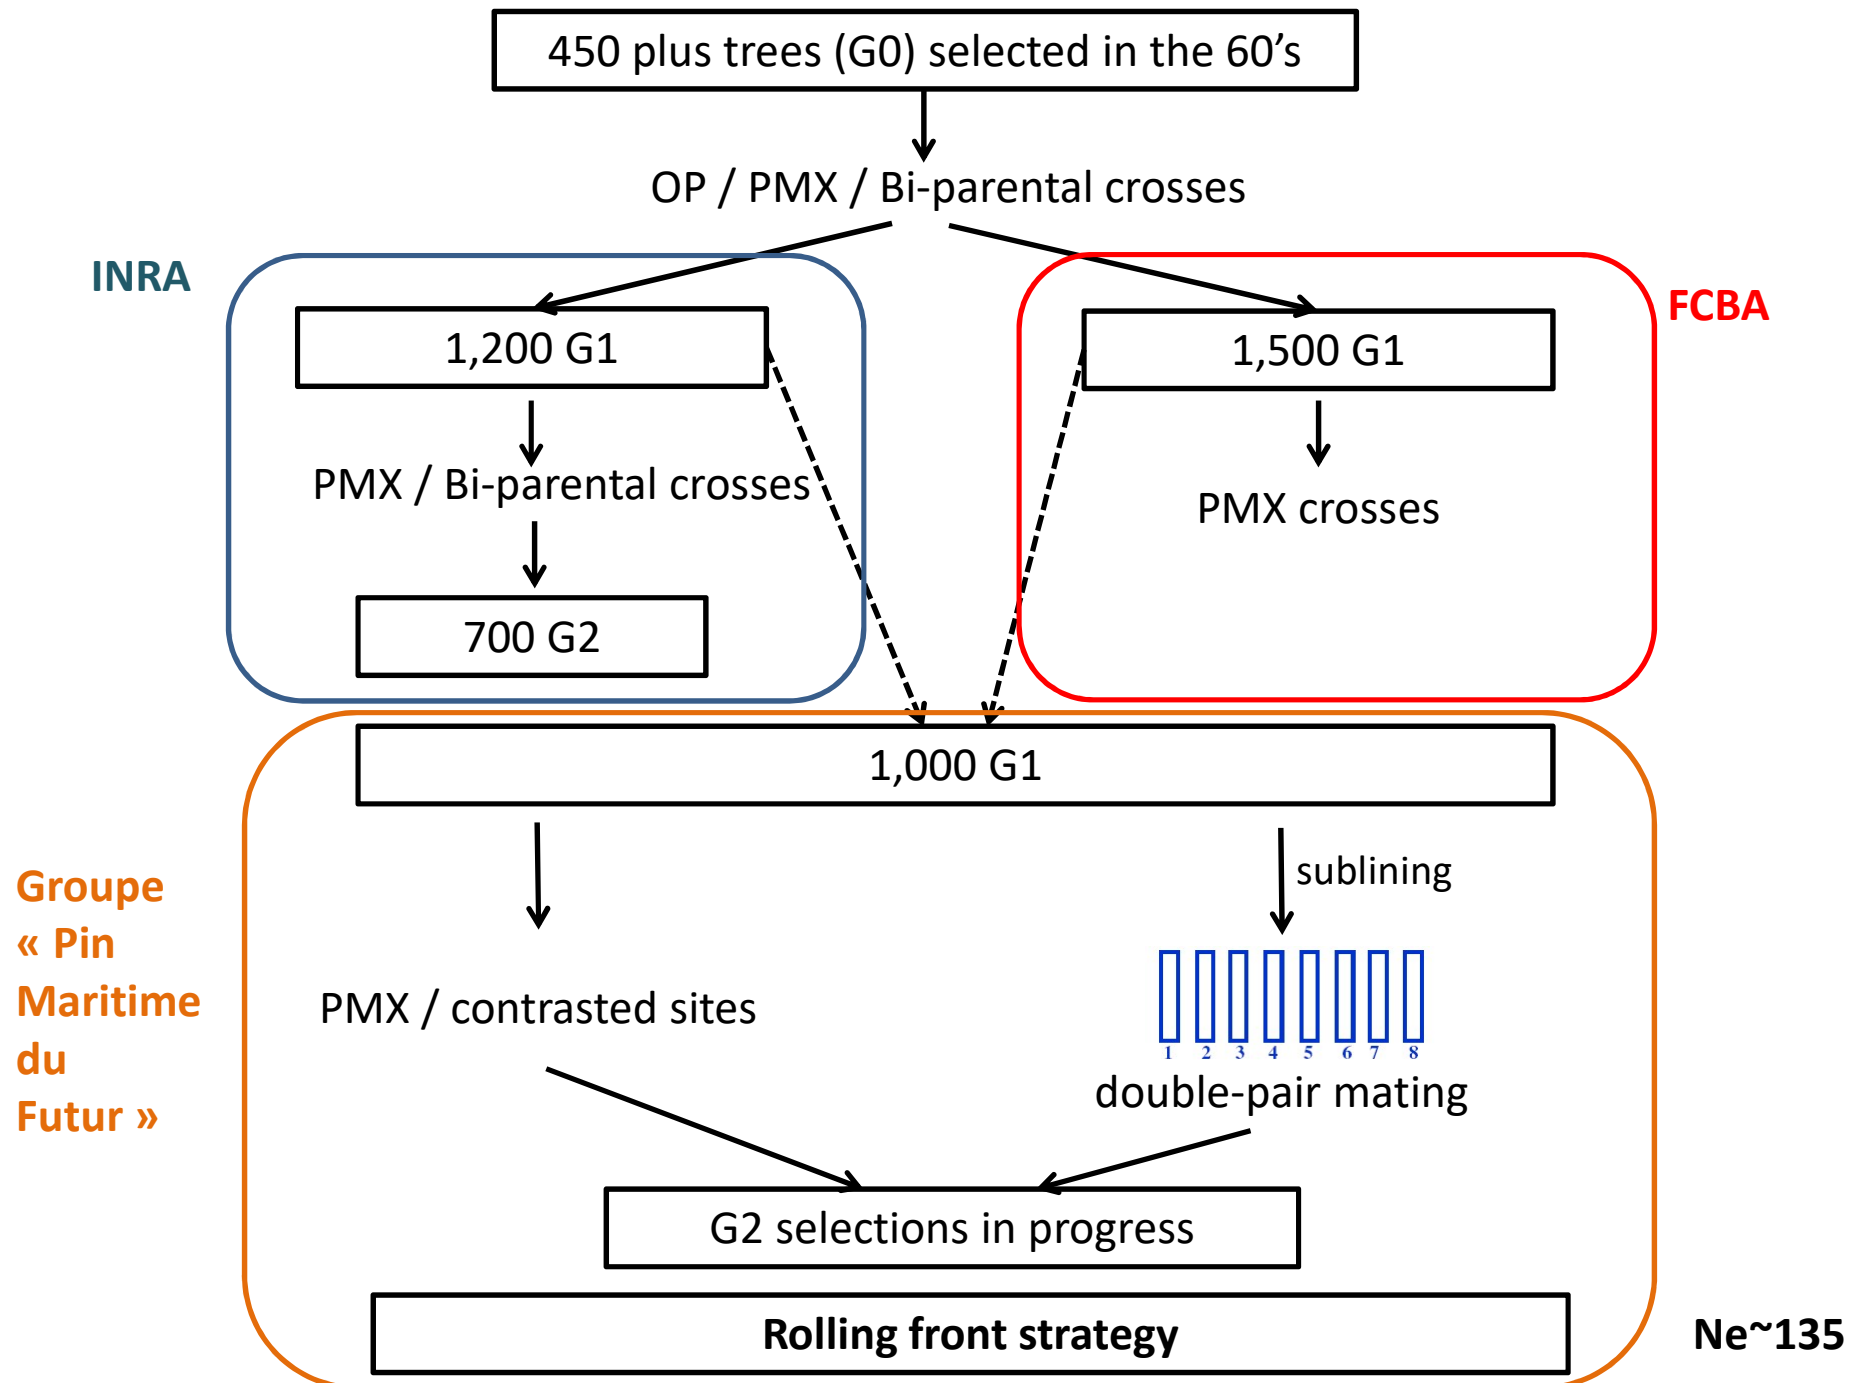 450 plus trees (G0) selected in the 60’s
OP / PMX / Bi-parental crosses
INRA
FCBA
1,200 G1
1,500 G1
PMX / Bi-parental crosses
PMX crosses
700 G2
1,000 G1
sublining
Groupe
« Pin
Maritime
du
Futur »
PMX / contrasted sites
1 2 3 4 5 6 7 8
double-pair mating
G2 selections in progress
Rolling front strategy
Ne~135